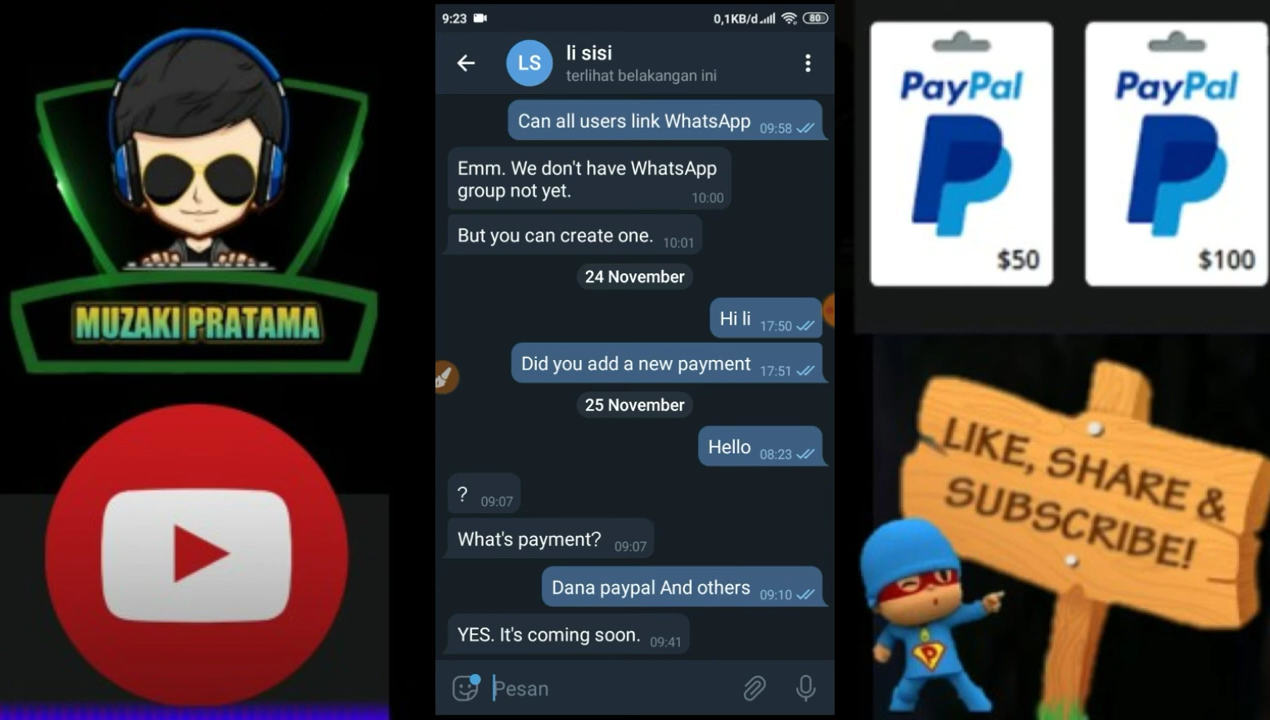 MUZAKI PRATAMA
9:23
0,1KB/d
80
LS
li sisi
terlihat belakangan ini
Can all users link WhatsApp 09:58
Emm. We don't have WhatsApp
group not yet. 10:00
But you can create one. 10:01
24 November
Hi li 17:50
Did you add a new payment 17:51
25 November
Hello 08:23
? 09:07
What's payment? 09:07
Dana paypal And others 09:10
YES. It's coming soon. 09:41
Pesan
PayPal
$50
PayPal
$100
LIKE, SHARE &
SUBSCRIBE!
P